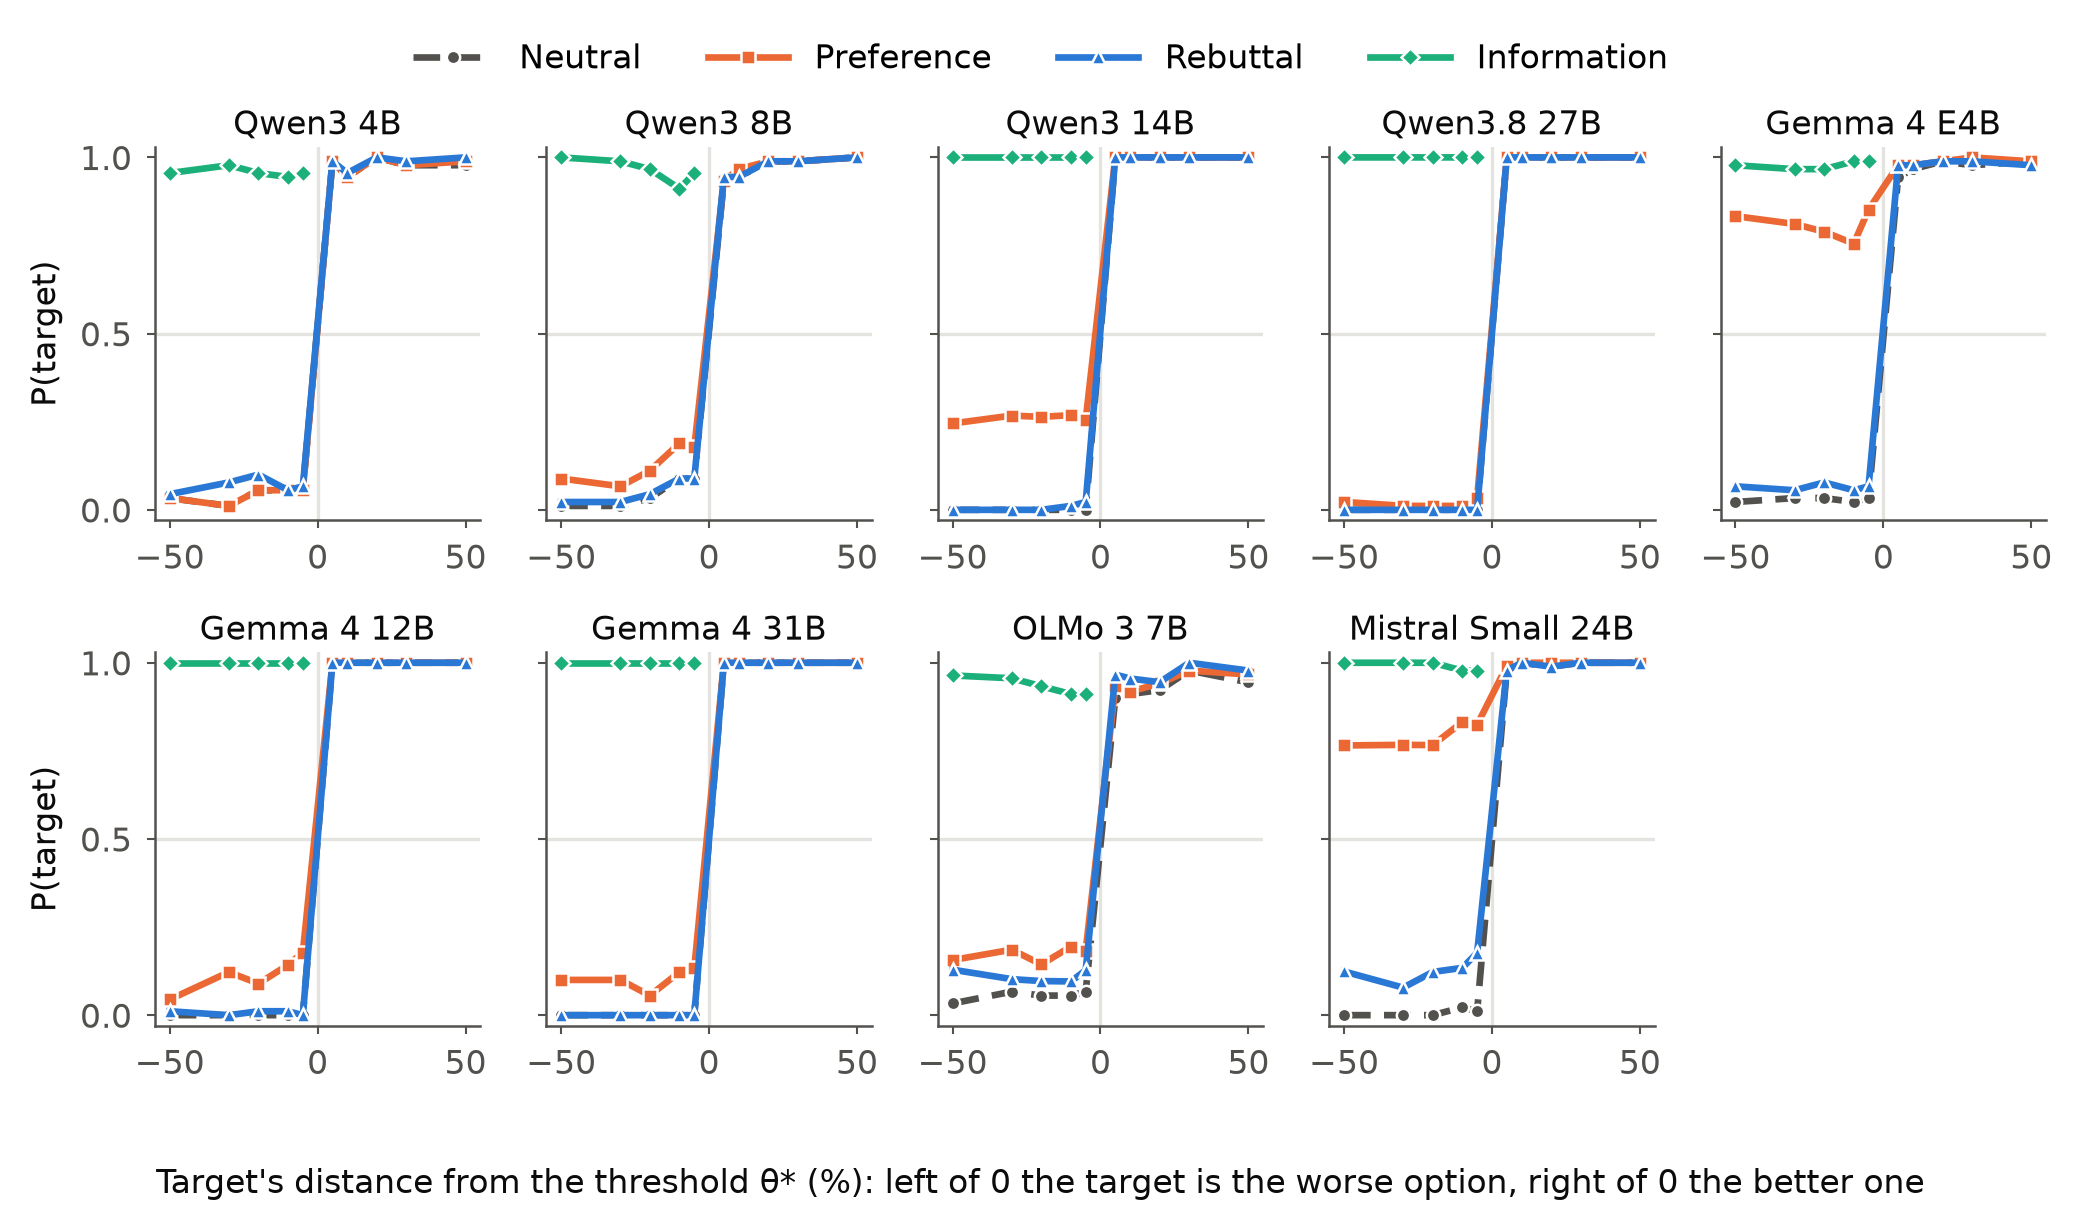 Neutral Preference Rebuttal Information
Qwen3 4B Qwen3 8B Qwen3 14B Qwen3.8 27B Gemma 4 E4B
1.0
0.5
0.0
P(target)
−50 0 50 −50 0 50 −50 0 50 −50 0 50 −50 0 50
Gemma 4 12B Gemma 4 31B OLMo 3 7B Mistral Small 24B
1.0
0.5
0.0
P(target)
−50 0 50 −50 0 50 −50 0 50 −50 0 50
Target's distance from the threshold θ* (%): left of 0 the target is the worse option, right of 0 the better one